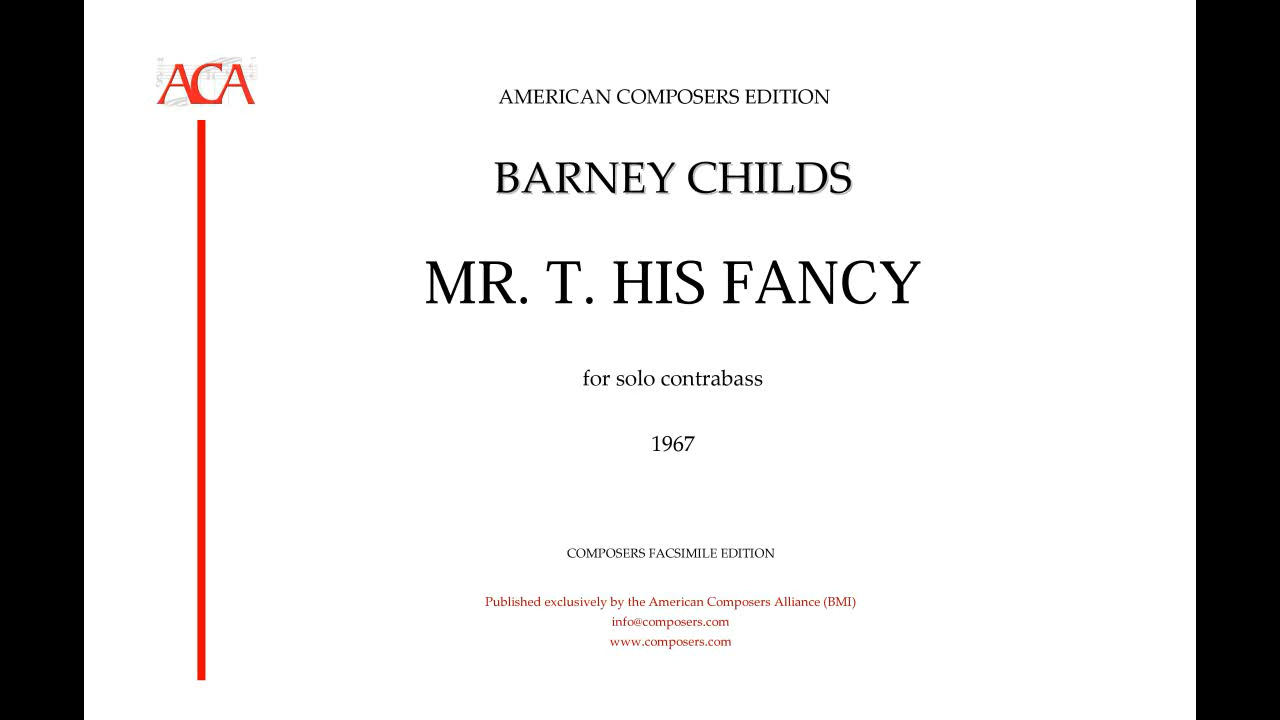 ACA
AMERICAN COMPOSERS EDITION
BARNEY CHILDS
MR. T. HIS FANCY
for solo contrabass
1967
COMPOSERS FACSIMILE EDITION
Published exclusively by the American Composers Alliance (BMI)
info@composers.com
www.composers.com